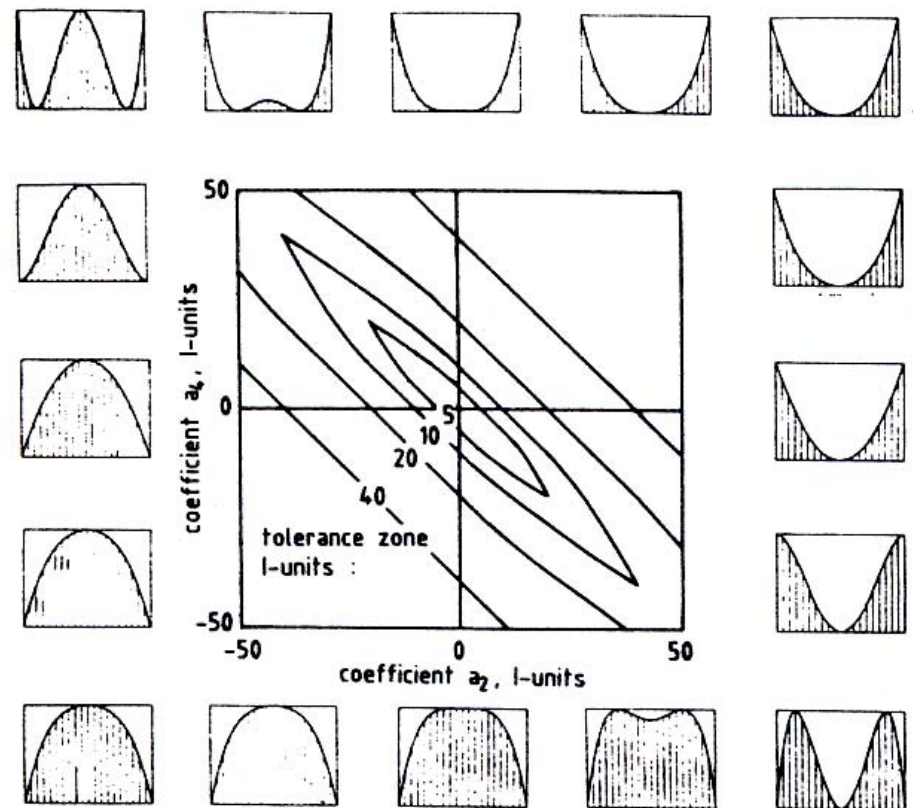 50
0
-50
coefficient a₄, l-units
5
10
20
40
tolerance zone
l-units :
-50 0 50
coefficient a₂, l-units